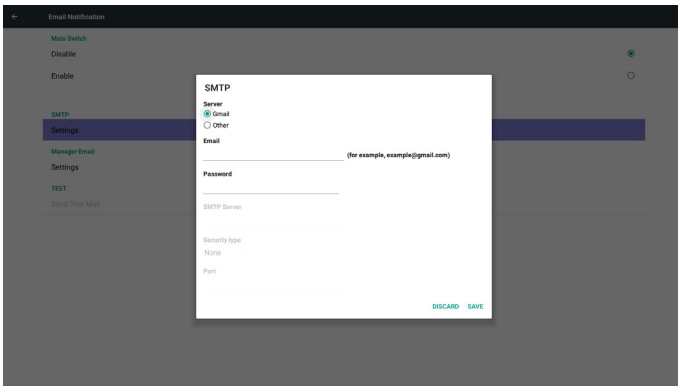 Email Notification
Main Switch
Disable
Enable
SMTP
Settings
Manager Email
Settings
TEST
Send Test Mail
SMTP
Server
Gmail
Other
Email
(for example, example@gmail.com)
Password
SMTP Server
Security type
None
Port
DISCARD SAVE